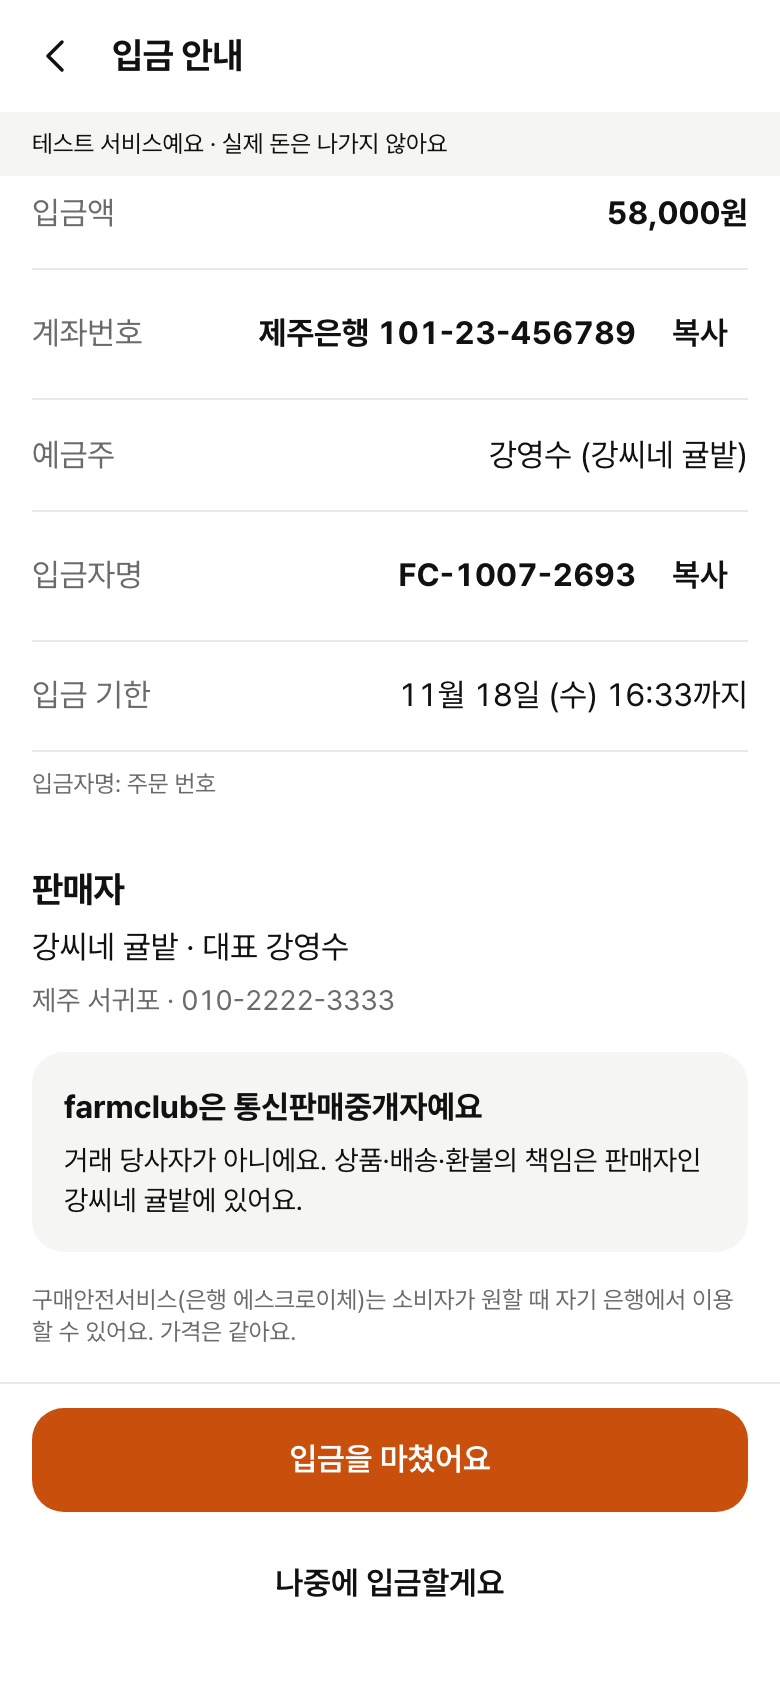 입금 안내
테스트 서비스예요 · 실제 돈은 나가지 않아요
입금액 58,000원
계좌번호 제주은행 101-23-456789 복사
예금주 강영수 (강씨네 귤밭)
입금자명 FC-1007-2693 복사
입금 기한 11월 18일 (수) 16:33까지
입금자명: 주문 번호
판매자
강씨네 귤밭 · 대표 강영수
제주 서귀포 · 010-2222-3333
farmclub은 통신판매중개자예요
거래 당사자가 아니에요. 상품·배송·환불의 책임은 판매자인
강씨네 귤밭에 있어요.
구매안전서비스(은행 에스크로이체)는 소비자가 원할 때 자기 은행에서 이용
할 수 있어요. 가격은 같아요.
입금을 마쳤어요
나중에 입금할게요